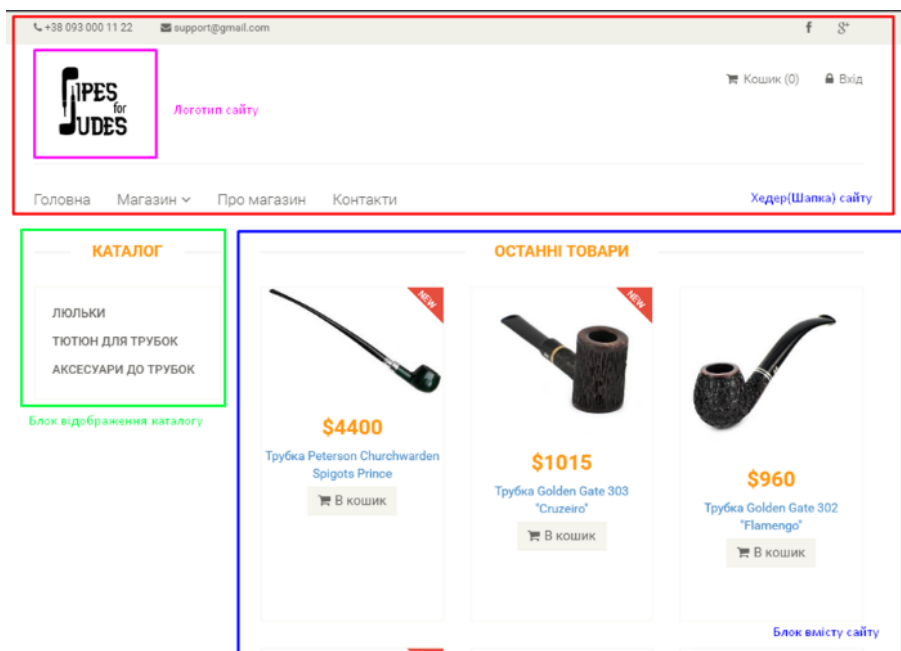 +38 093 000 11 22 support@gmail.com f g+
PIPES
for
JUDES
Логотип сайту
Кошик (0) Вхід
Головна Магазин Про магазин Контакти
Хедер(Шапка) сайту
КАТАЛОГ
ЛЮЛЬКИ
ТЮТЮН ДЛЯ ТРУБОК
АКСЕСУАРИ ДО ТРУБОК
Блок відображення каталогу
ОСТАННІ ТОВАРИ
NEW
$4400
Трубка Peterson Churchwarden
Spigots Prince
В кошик
NEW
$1015
Трубка Golden Gate 303
"Cruzeiro"
В кошик
$960
Трубка Golden Gate 302
"Flamengo"
В кошик
Блок вмісту сайту